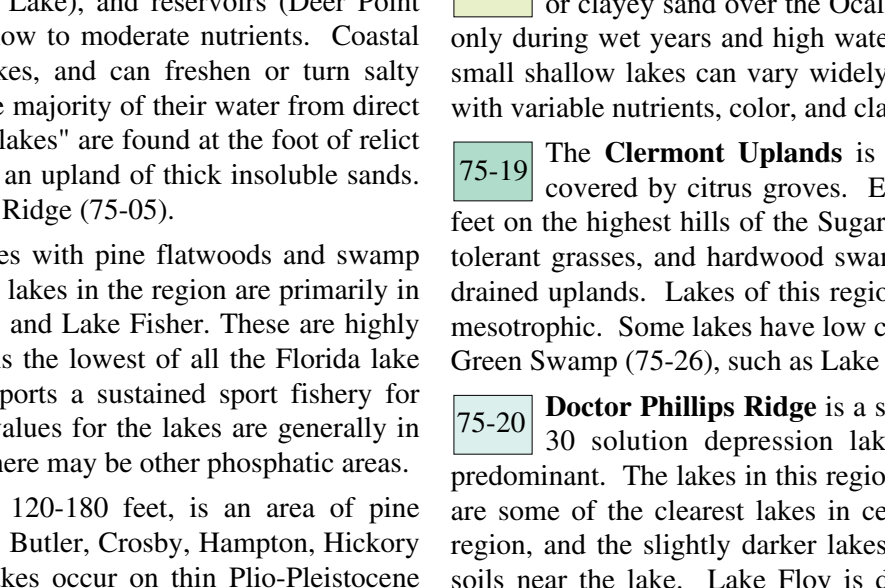 Lake), and reservoirs (Deer Point
low to moderate nutrients. Coastal
kes, and can freshen or turn salty
e majority of their water from direct
lakes" are found at the foot of relict
an upland of thick insoluble sands.
Ridge (75-05).
es with pine flatwoods and swamp
lakes in the region are primarily in
and Lake Fisher. These are highly
is the lowest of all the Florida lake
ports a sustained sport fishery for
values for the lakes are generally in
here may be other phosphatic areas.
120-180 feet, is an area of pine
Butler, Crosby, Hampton, Hickory
akes occur on thin Plio-Pleistocene
or clayey sand over the Ocal
only during wet years and high wate
small shallow lakes can vary widely
with variable nutrients, color, and cla
75-19 The Clermont Uplands is
covered by citrus groves. E
feet on the highest hills of the Sugar
tolerant grasses, and hardwood swar
drained uplands. Lakes of this regio
mesotrophic. Some lakes have low c
Green Swamp (75-26), such as Lake
75-20 Doctor Phillips Ridge is a s
30 solution depression lak
predominant. The lakes in this regio
are some of the clearest lakes in ce
region, and the slightly darker lakes
soils near the lake. Lake Floy is